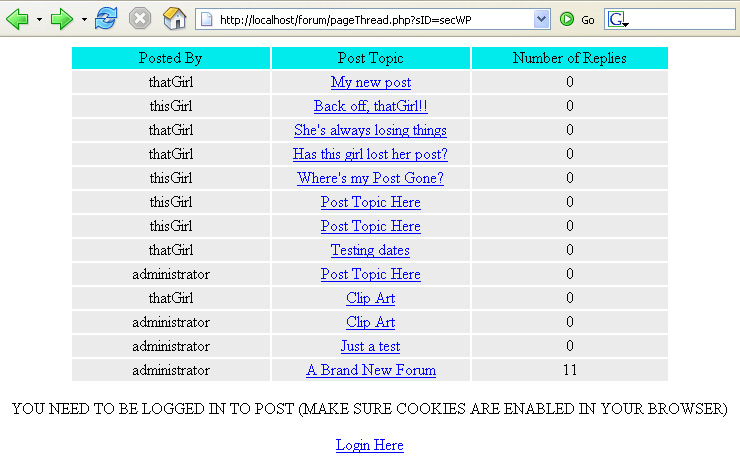 http://localhost/forum/pageThread.php?sID=secWP Go G
Posted By Post Topic Number of Replies
thatGirl My new post 0
thisGirl Back off, thatGirl!! 0
thatGirl She's always losing things 0
thatGirl Has this girl lost her post? 0
thisGirl Where's my Post Gone? 0
thisGirl Post Topic Here 0
thisGirl Post Topic Here 0
thatGirl Testing dates 0
administrator Post Topic Here 0
thatGirl Clip Art 0
administrator Clip Art 0
administrator Just a test 0
administrator A Brand New Forum 11
YOU NEED TO BE LOGGED IN TO POST (MAKE SURE COOKIES ARE ENABLED IN YOUR BROWSER)
Login Here